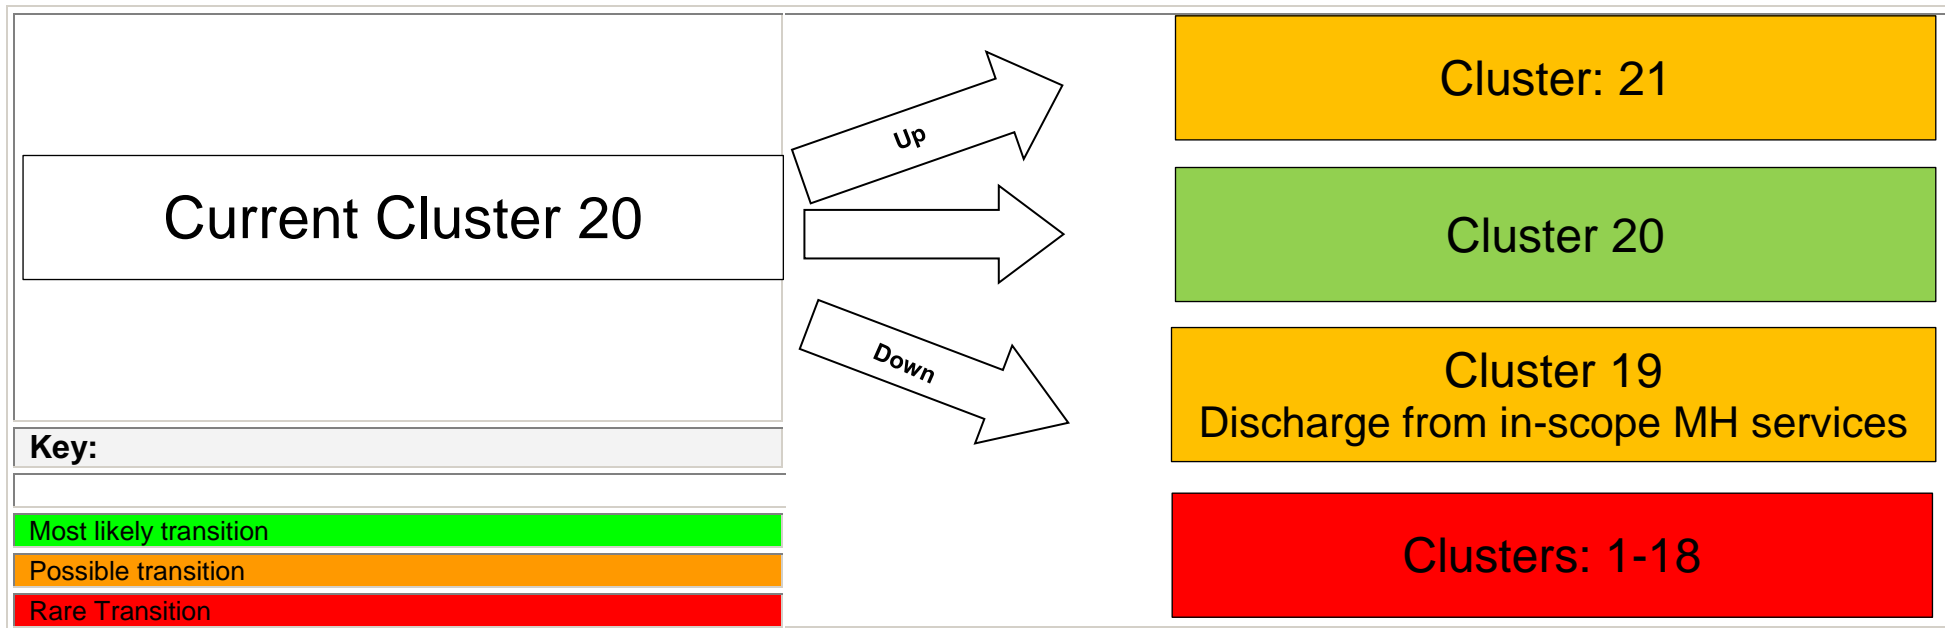 Current Cluster 20
Key:
Most likely transition
Possible transition
Rare Transition
Up
Down
Cluster: 21
Cluster 20
Cluster 19
Discharge from in-scope MH services
Clusters: 1-18